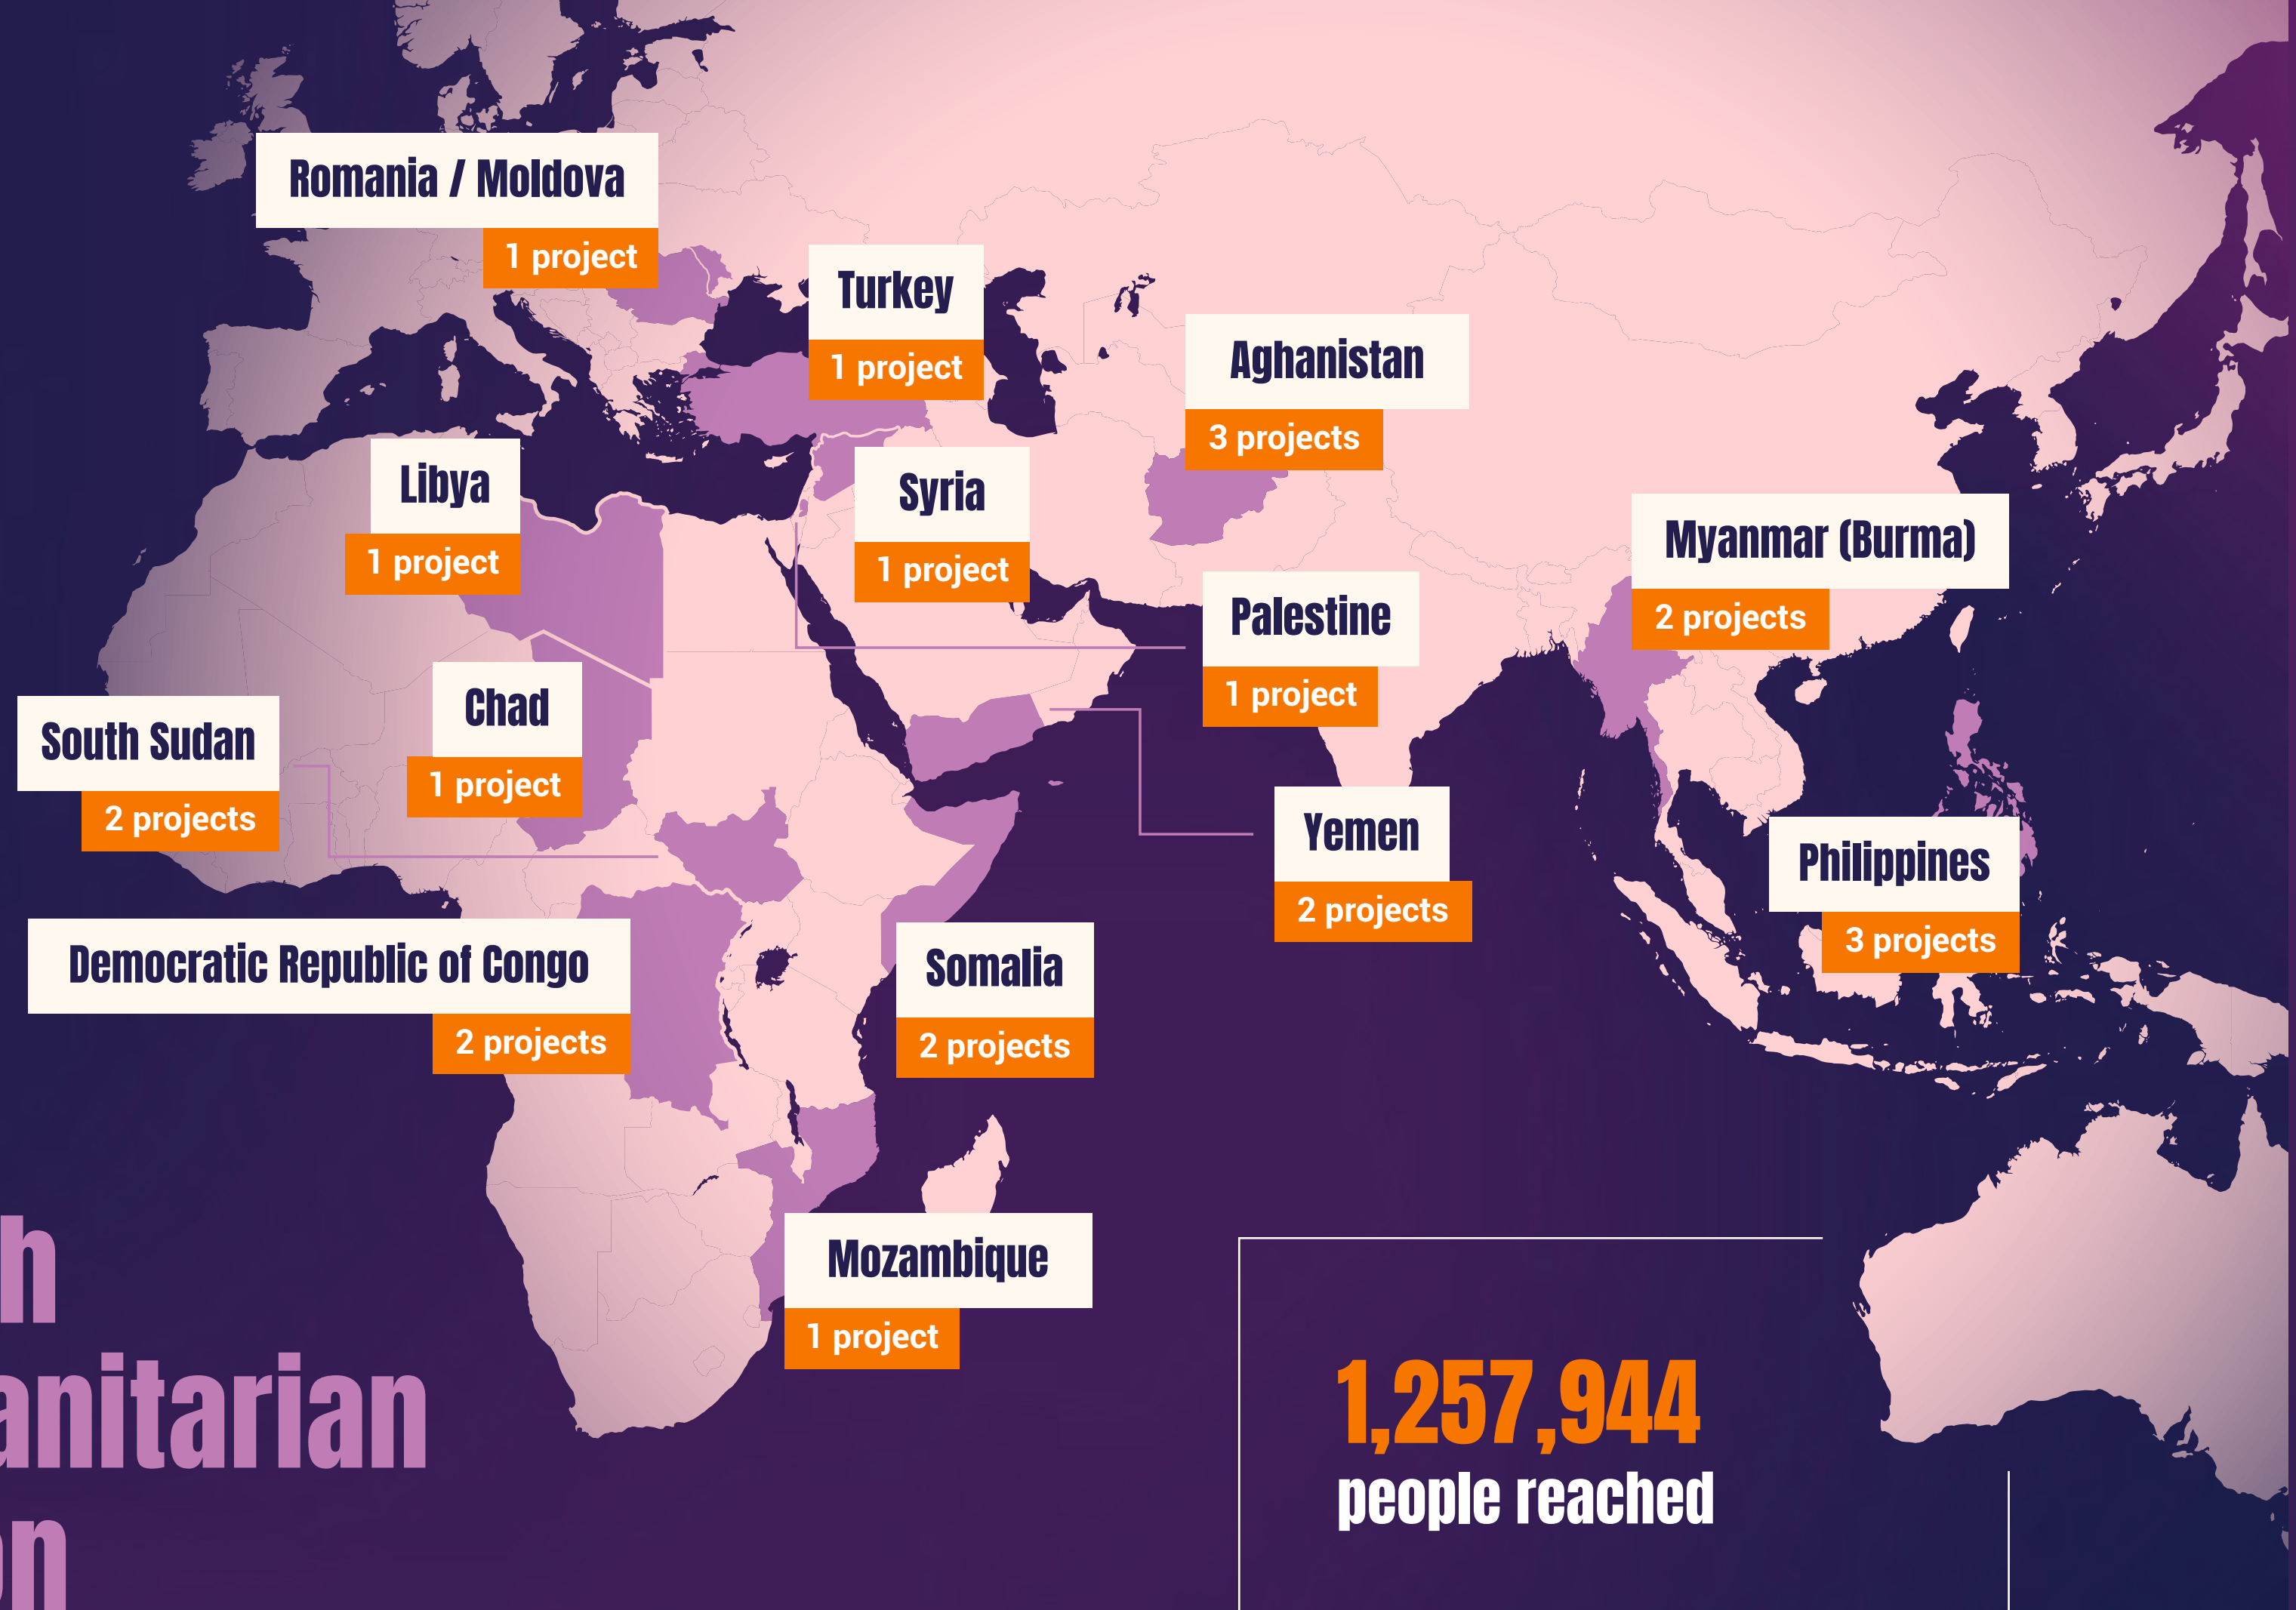 Romania / Moldova
1 project
Turkey
1 project
Aghanistan
3 projects
Libya
1 project
Syria
1 project
Myanmar (Burma)
2 projects
Palestine
1 project
Chad
1 project
South Sudan
2 projects
Yemen
2 projects
Philippines
3 projects
Democratic Republic of Congo
2 projects
Somalia
2 projects
Mozambique
1 project
h
anitarian
on
1,257,944
people reached